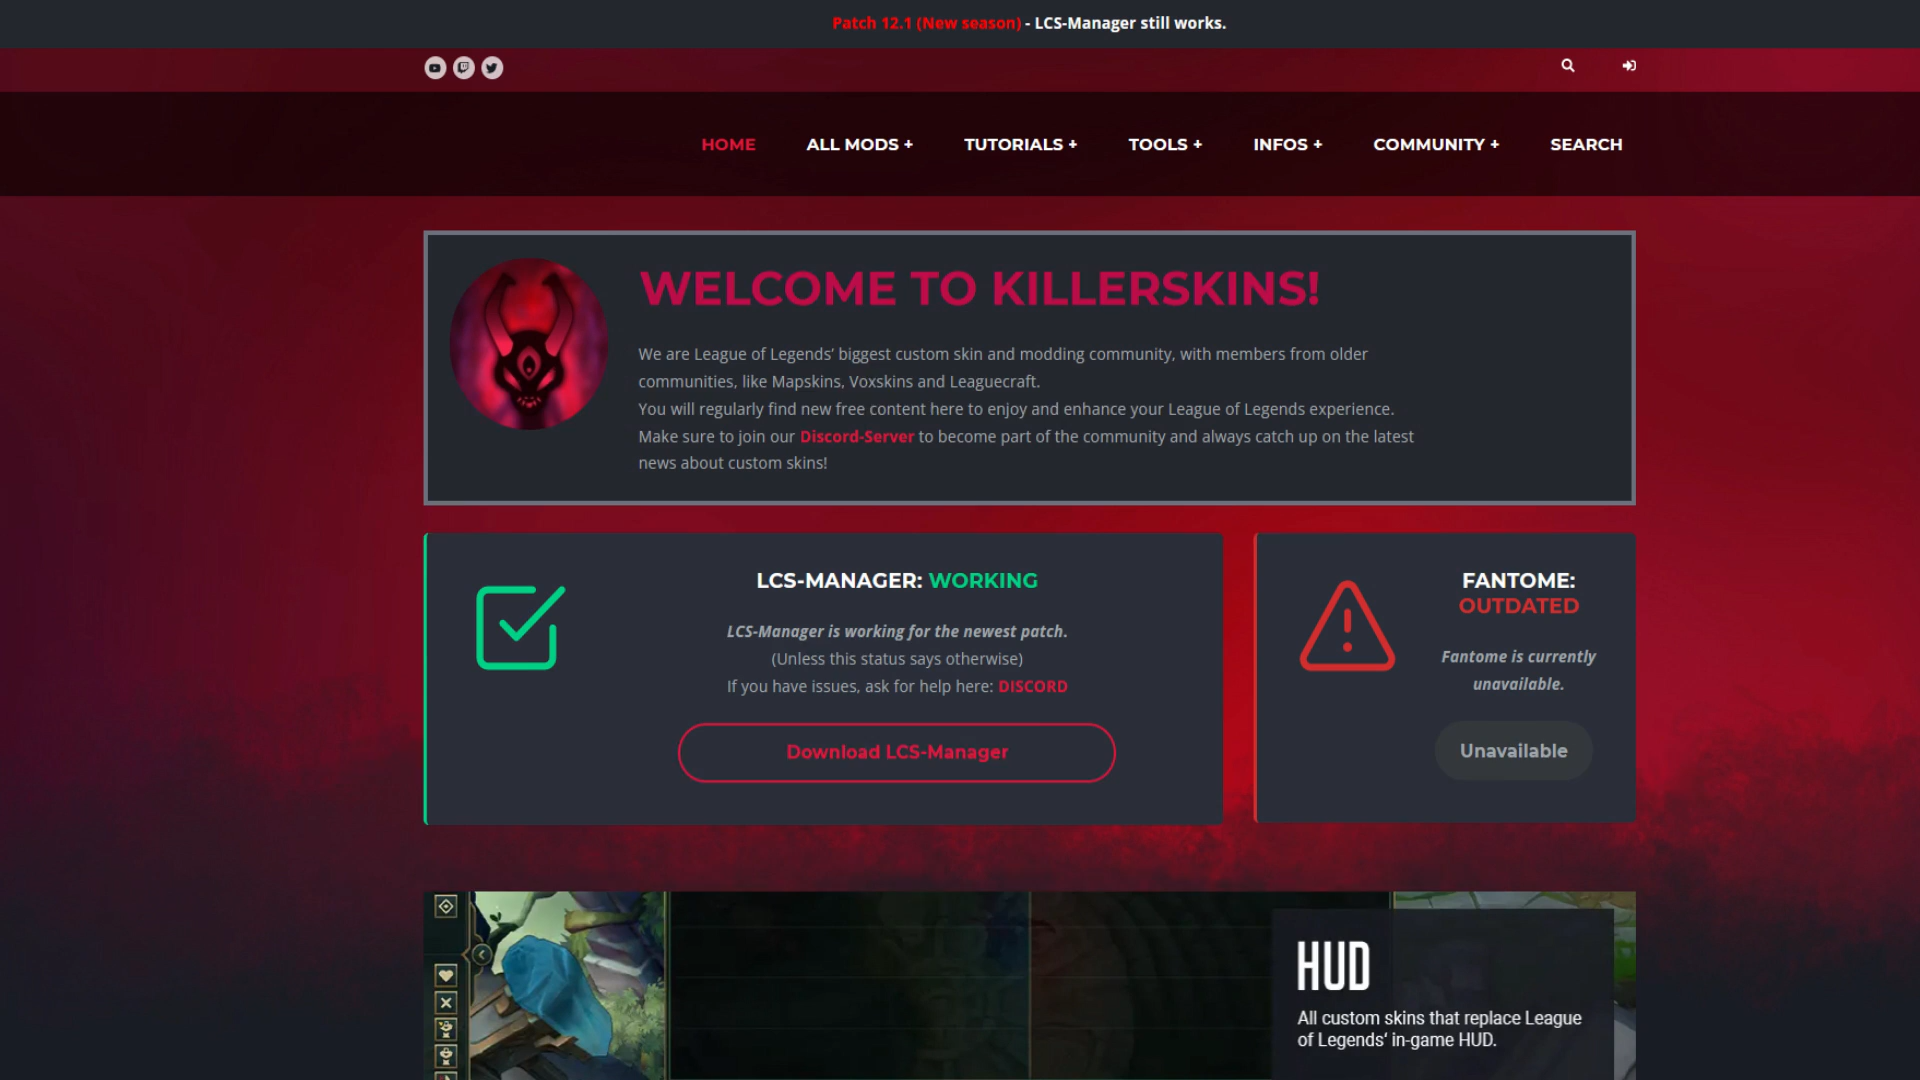 Patch 12.1 (New season) - LCS-Manager still works.
HOME ALL MODS + TUTORIALS + TOOLS + INFOS + COMMUNITY + SEARCH
WELCOME TO KILLERSKINS!
We are League of Legends’ biggest custom skin and modding community, with members from older
communities, like Mapskins, Voxskins and Leaguecraft.
You will regularly find new free content here to enjoy and enhance your League of Legends experience.
Make sure to join our Discord-Server to become part of the community and always catch up on the latest
news about custom skins!
LCS-MANAGER: WORKING
LCS-Manager is working for the newest patch.
(Unless this status says otherwise)
If you have issues, ask for help here: DISCORD
Download LCS-Manager
FANTOME:
OUTDATED
Fantome is currently
unavailable.
Unavailable
HUD
All custom skins that replace League
of Legends‘ in-game HUD.